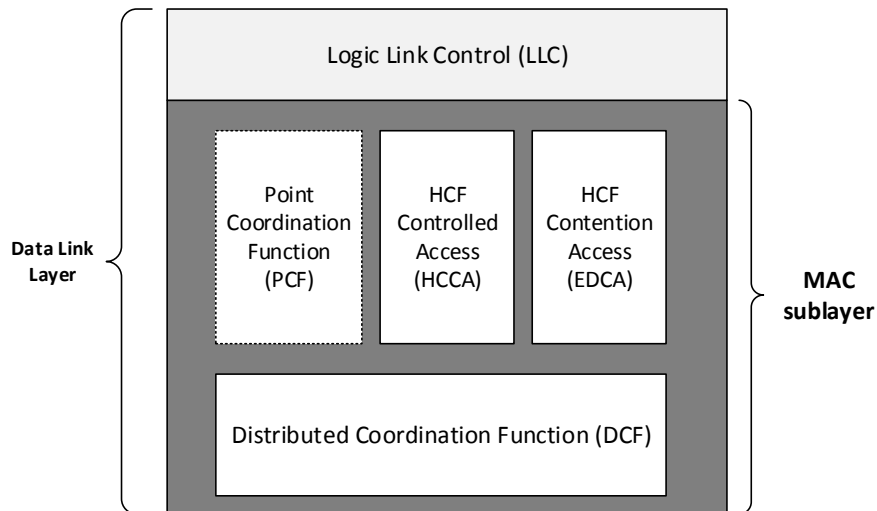 Logic Link Control (LLC)
Data Link
Layer
Point
Coordination
Function
(PCF)
HCF
Controlled
Access
(HCCA)
HCF
Contention
Access
(EDCA)
MAC
sublayer
Distributed Coordination Function (DCF)